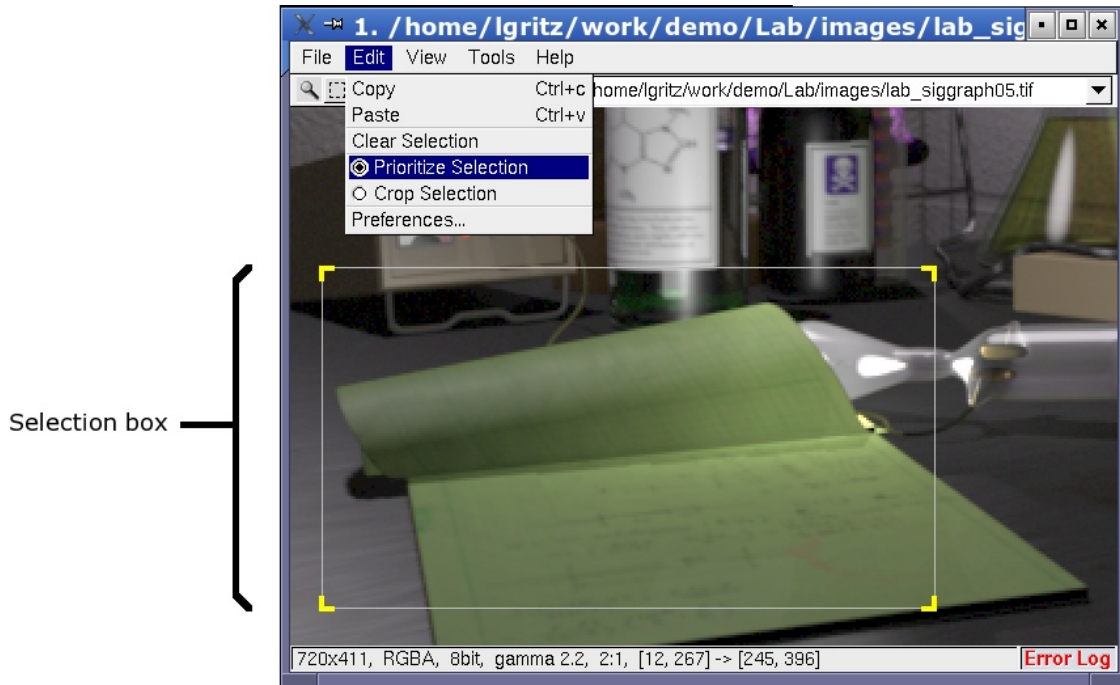 1. /home/lgritz/work/demo/Lab/images/lab_sig
File Edit View Tools Help
home/lgritz/work/demo/Lab/images/lab_siggraph05.tif
Copy Ctrl+c
Paste Ctrl+v
Clear Selection
Prioritize Selection
Crop Selection
Preferences...
Selection box
720x411, RGBA, 8bit, gamma 2.2, 2:1, [12, 267] -> [245, 396]
Error Log